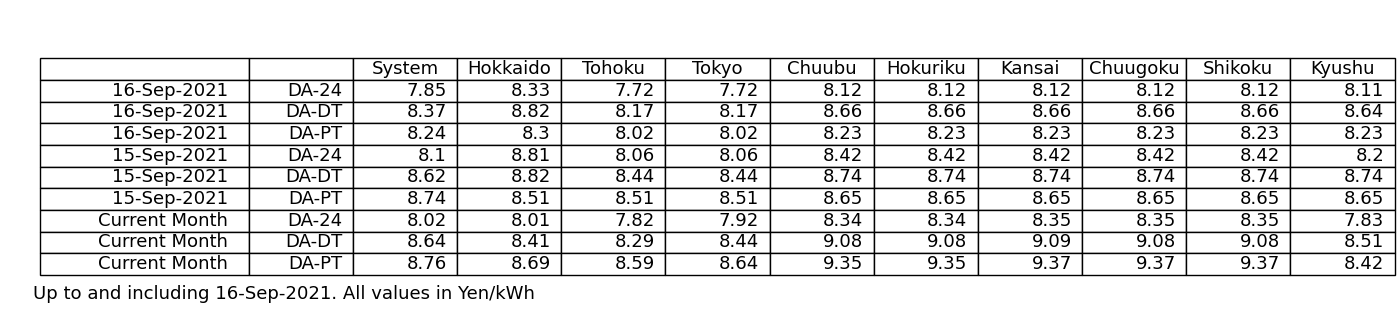 System Hokkaido Tohoku Tokyo Chuubu Hokuriku Kansai Chuugoku Shikoku Kyushu
16-Sep-2021 DA-24 7.85 8.33 7.72 7.72 8.12 8.12 8.12 8.12 8.12 8.11
16-Sep-2021 DA-DT 8.37 8.82 8.17 8.17 8.66 8.66 8.66 8.66 8.66 8.64
16-Sep-2021 DA-PT 8.24 8.3 8.02 8.02 8.23 8.23 8.23 8.23 8.23 8.23
15-Sep-2021 DA-24 8.1 8.81 8.06 8.06 8.42 8.42 8.42 8.42 8.42 8.2
15-Sep-2021 DA-DT 8.62 8.82 8.44 8.44 8.74 8.74 8.74 8.74 8.74 8.74
15-Sep-2021 DA-PT 8.74 8.51 8.51 8.51 8.65 8.65 8.65 8.65 8.65 8.65
Current Month DA-24 8.02 8.01 7.82 7.92 8.34 8.34 8.35 8.35 8.35 7.83
Current Month DA-DT 8.64 8.41 8.29 8.44 9.08 9.08 9.09 9.08 9.08 8.51
Current Month DA-PT 8.76 8.69 8.59 8.64 9.35 9.35 9.37 9.37 9.37 8.42
Up to and including 16-Sep-2021. All values in Yen/kWh